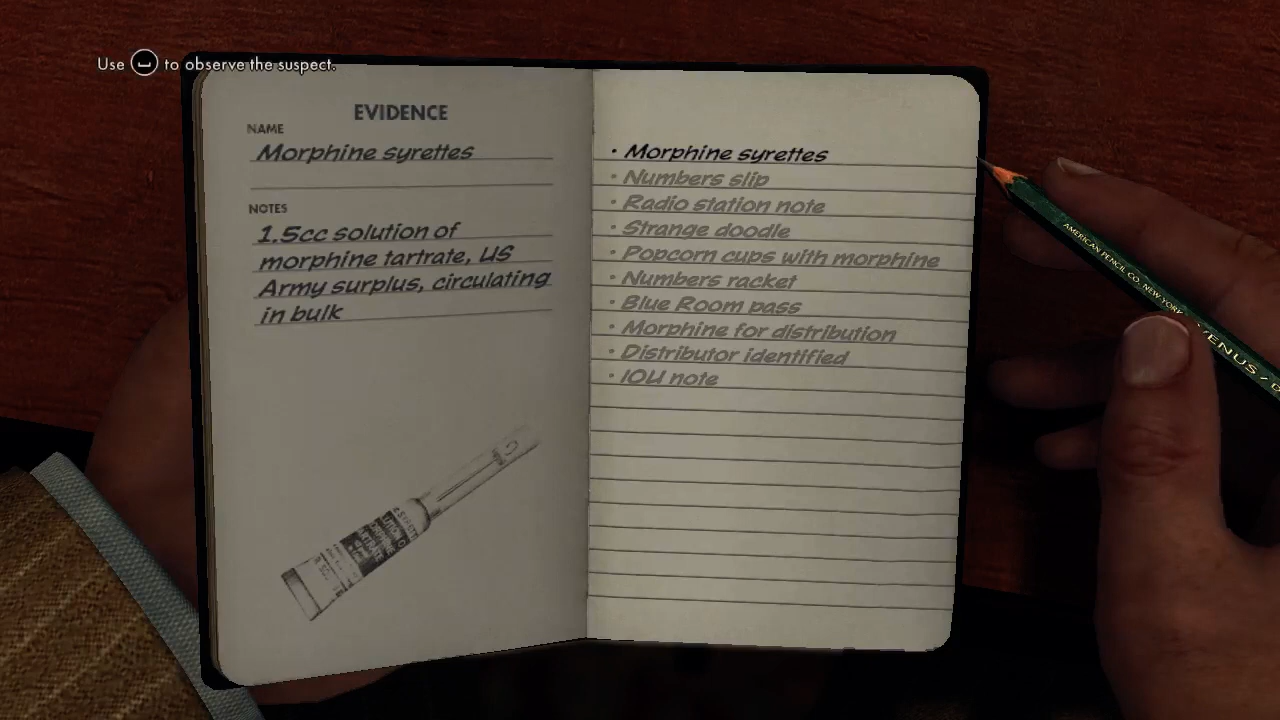 Use to observe the suspect.
EVIDENCE
NAME
Morphine syrettes
NOTES
1.5cc solution of
morphine tartrate, US
Army surplus, circulating
in bulk
• Morphine syrettes
• Numbers slip
• Radio station note
• Strange doodle
• Popcorn cups with morphine
• Numbers racket
• Blue Room pass
• Morphine for distribution
• Distributor identified
• IOU note
AMERICAN PENCIL CO. NEW YORK
VENUS